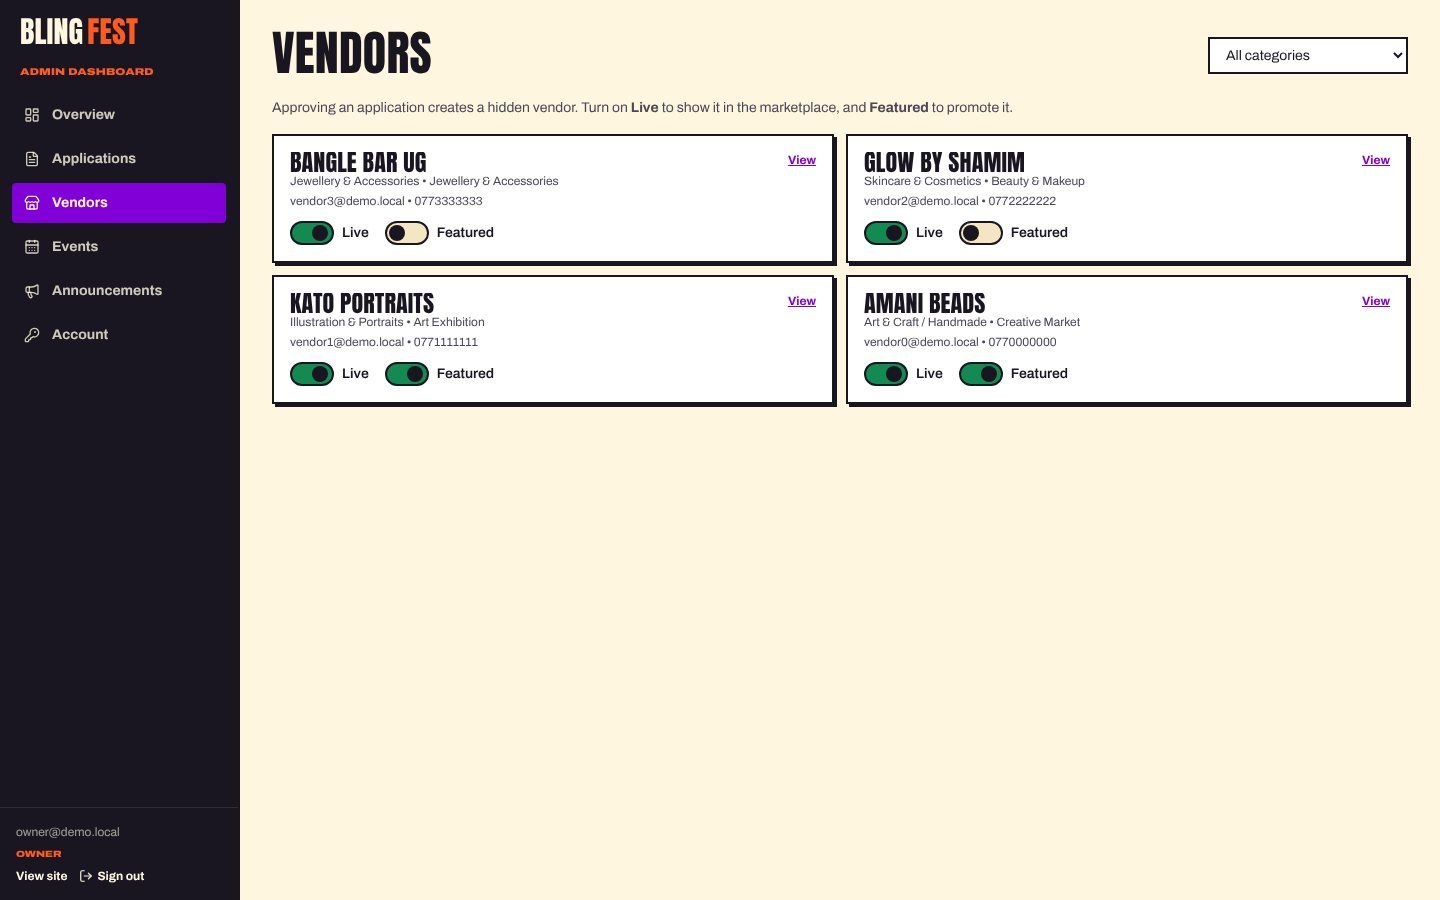 BLING FEST
ADMIN DASHBOARD
Overview
Applications
Vendors
Events
Announcements
Account
owner@demo.local
OWNER
View site
Sign out
VENDORS
All categories
Approving an application creates a hidden vendor. Turn on Live to show it in the marketplace, and Featured to promote it.
BANGLE BAR UG
View
Jewellery & Accessories • Jewellery & Accessories
vendor3@demo.local • 0773333333
Live
Featured
GLOW BY SHAMIM
View
Skincare & Cosmetics • Beauty & Makeup
vendor2@demo.local • 0772222222
Live
Featured
KATO PORTRAITS
View
Illustration & Portraits • Art Exhibition
vendor1@demo.local • 0771111111
Live
Featured
AMANI BEADS
View
Art & Craft / Handmade • Creative Market
vendor0@demo.local • 0770000000
Live
Featured